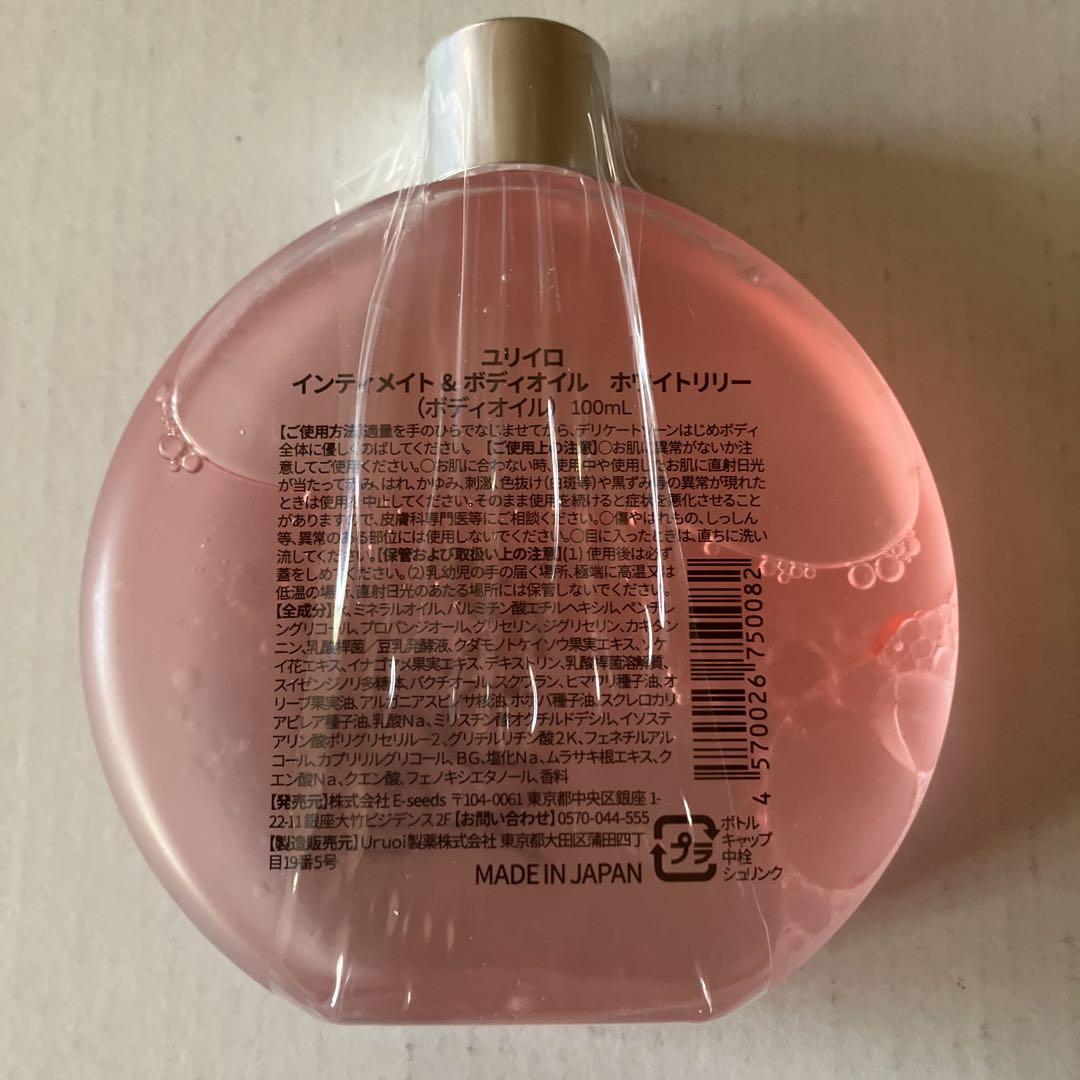 ユリイロ
インティメイト & ボディオイル ホワイトリリー
(ボディオイル) 100mL
【ご使用方法】適量を手のひらでなじませてから、デリケートゾーンはじめボディ
全体に優しくのばしてください。【ご使用上の注意】〇お肌に異常がないか注
意してご使用ください。〇お肌に合わない時、使用中や使用したお肌に直射日光
が当たって赤み、はれ、かゆみ、刺激、色抜け(白斑等)や黒ずみ等の異常が現れた
ときは使用を中止してください。そのまま使用を続けると症状を悪化させること
がありますので、皮膚科専門医等にご相談ください。〇傷やはれもの、しっしん
等、異常のある部位には使用しないでください。〇目に入ったときは、直ちに洗い
流してください。【保管および取扱い上の注意】(1) 使用後は必ず
蓋をしめてください。(2)乳幼児の手の届く場所、極端に高温又は
低温の場所、直射日光のあたる場所には保管しないでください。
【全成分】水、ミネラルオイル、パルミチン酸エチルヘキシル、ペンチレ
ングリコール、プロパンジオール、グリセリン、ジグリセリン、カキタン
ニン、乳酸桿菌/豆乳発酵液、クダモノトケイソウ果実エキス、ソケ
イ花エキス、イナゴマメ果実エキス、デキストリン、乳酸桿菌溶解質、
スイゼンジノリ多糖体、バクチオール、スクワラン、ヒマワリ種子油、オ
リーブ果実油、アルガニアスピノサ核油、ホホバ種子油、スクレロカリ
アビレア種子油、乳酸Na、ミリスチン酸オクチルドデシル、イソステ
アリン酸ポリグリセリル-2、グリチルリチン酸2K、フェネチルアル
コール、カプリリルグリコール、BG、塩化Na、ムラサキ根エキス、ク
エン酸Na、クエン酸、フェノキシエタノール、香料
【発売元】株式会社 E-seeds 〒104-0061 東京都中央区銀座 1-
22-11 銀座大竹ビジデンス2F【お問い合わせ】0570-044-555
【製造販売元】Uruoi製薬株式会社 東京都大田区蒲田四丁
目19番5号
MADE IN JAPAN
プラ
ボトル
キャップ
中栓
シュリンク
4 570026 750082